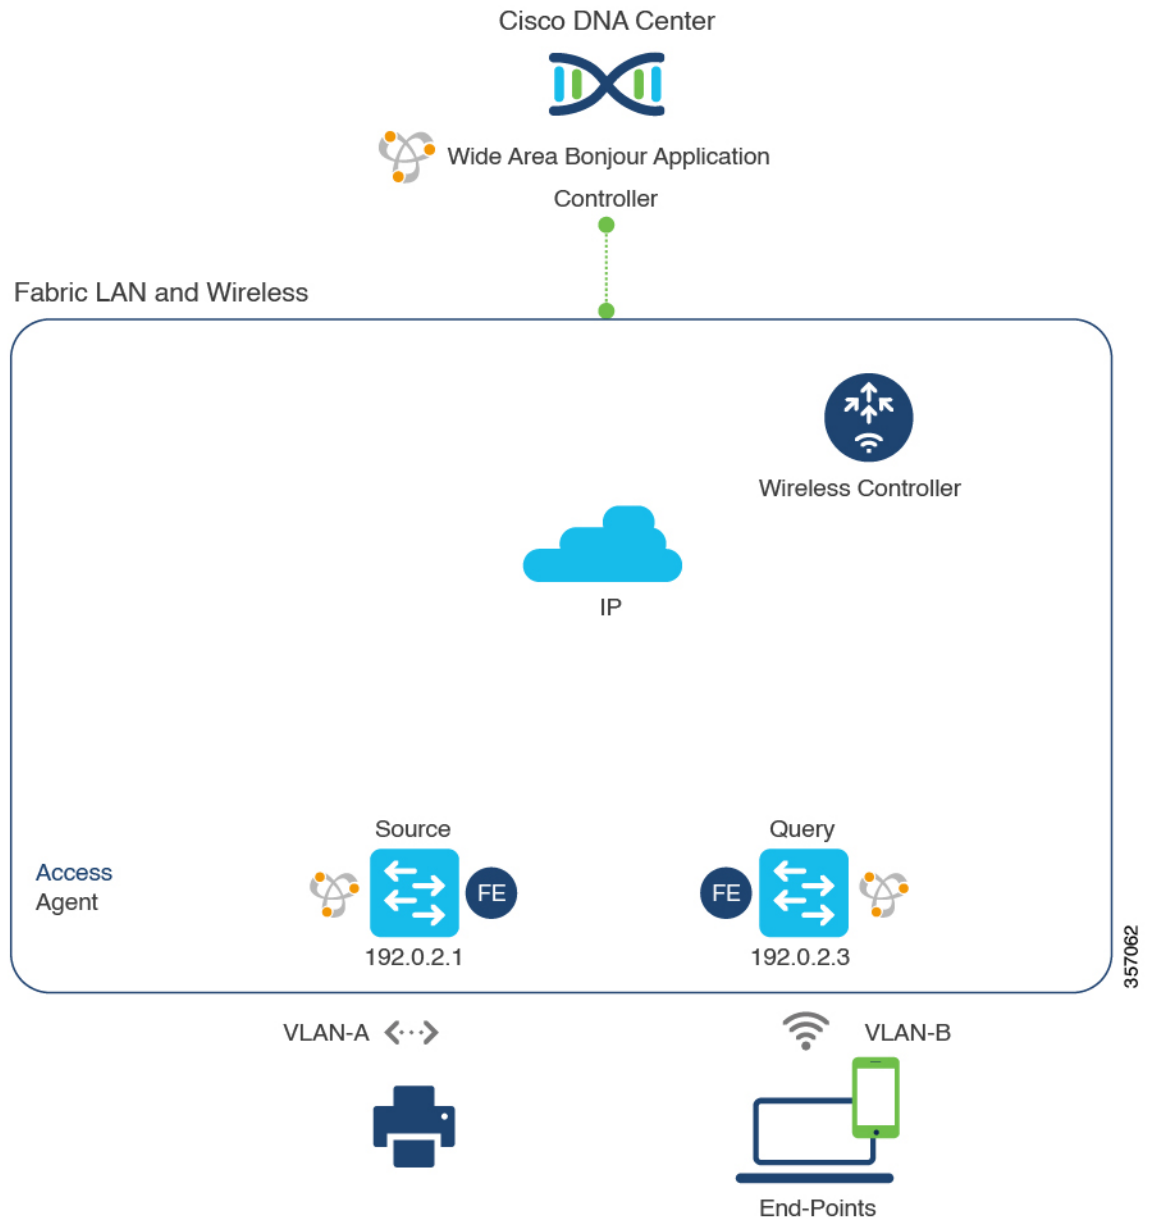 Cisco DNA Center
Wide Area Bonjour Application
Controller
Fabric LAN and Wireless
Wireless Controller
IP
Source
Query
Access
Agent
FE
FE
192.0.2.1
192.0.2.3
357062
VLAN-A
VLAN-B
End-Points